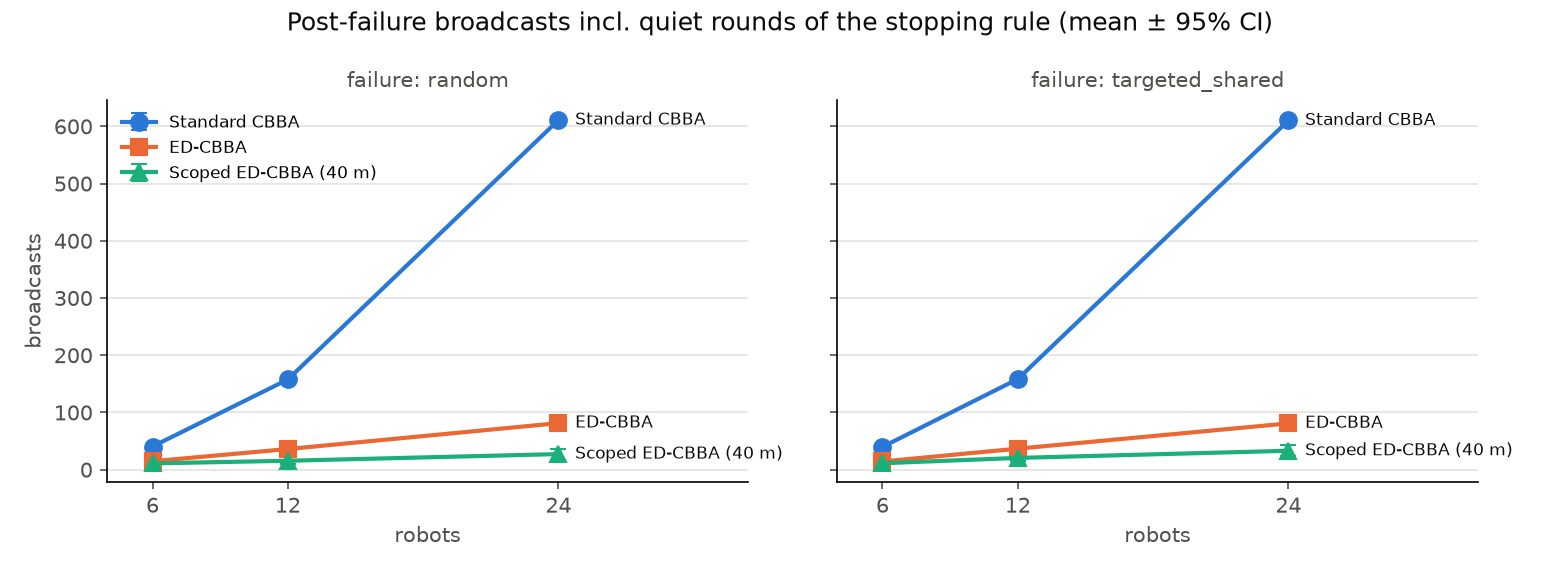 Post-failure broadcasts incl. quiet rounds of the stopping rule (mean ± 95% CI)
failure: random
broadcasts
600
500
400
300
200
100
0
Standard CBBA
ED-CBBA
Scoped ED-CBBA (40 m)
Standard CBBA
ED-CBBA
Scoped ED-CBBA (40 m)
6
12
24
robots
failure: targeted_shared
Standard CBBA
ED-CBBA
Scoped ED-CBBA (40 m)
6
12
24
robots